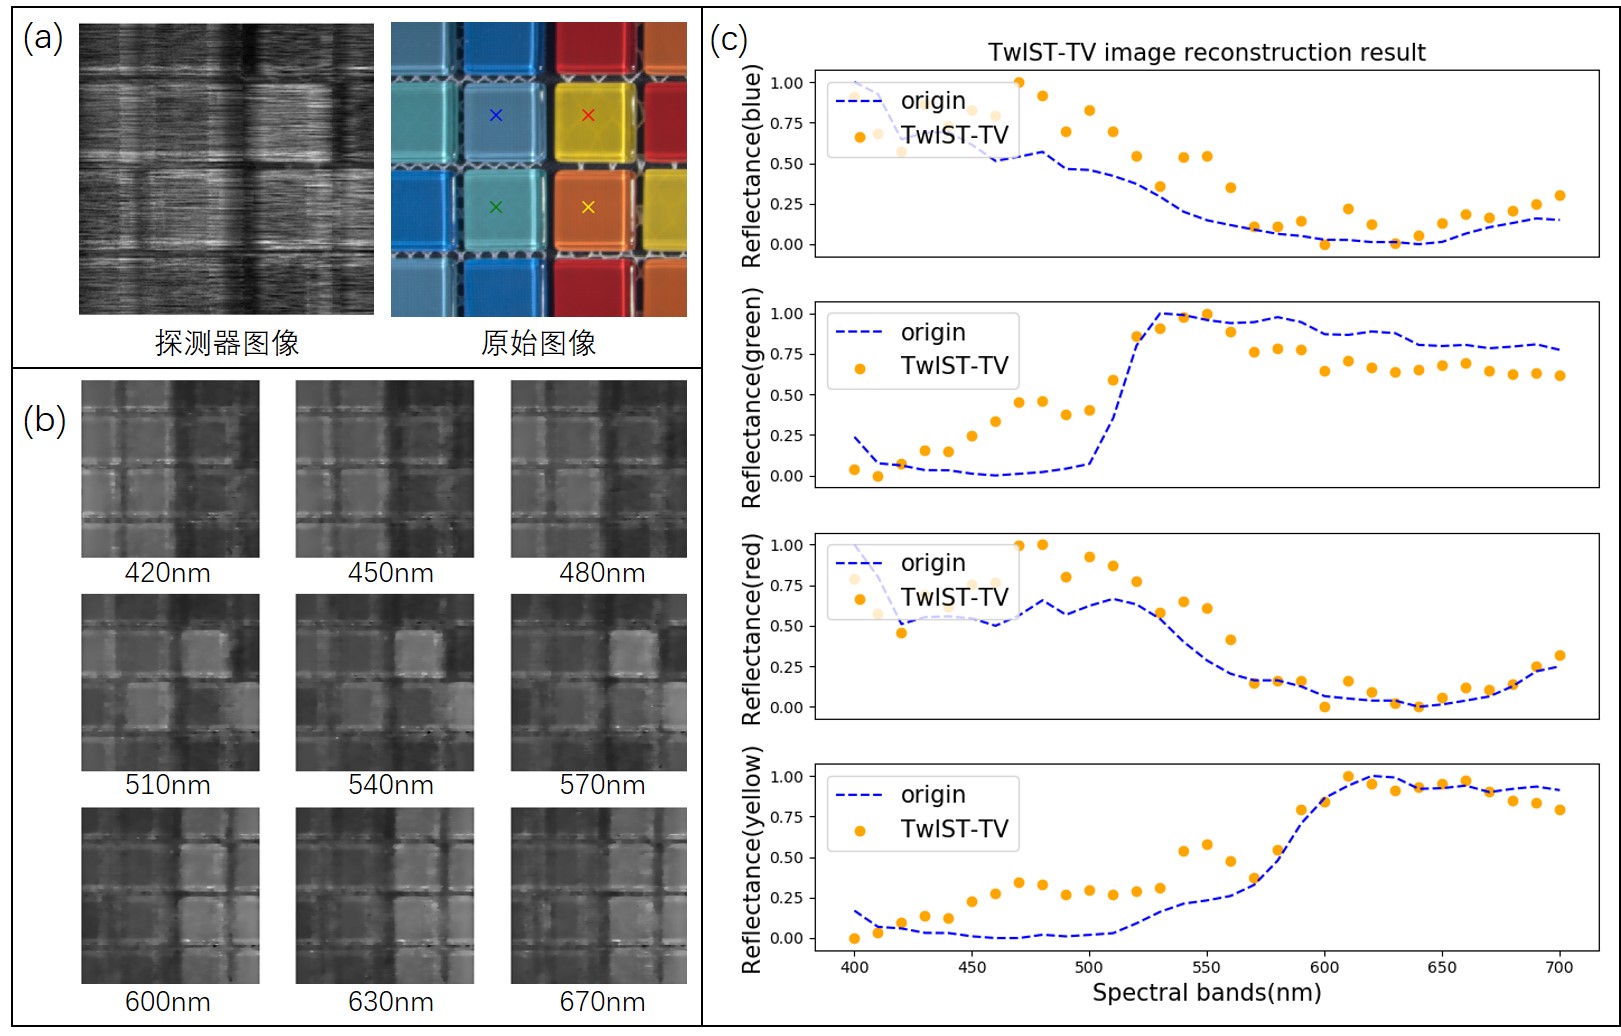 (a)
探测器图像
原始图像
(b)
420nm
450nm
480nm
510nm
540nm
570nm
600nm
630nm
670nm
(c)
TwIST-TV image reconstruction result
Reflectance(blue)
1.00
0.75
0.50
0.25
0.00
origin
TwIST-TV
Reflectance(green)
1.00
0.75
0.50
0.25
0.00
origin
TwIST-TV
Reflectance(red)
1.00
0.75
0.50
0.25
0.00
origin
TwIST-TV
Reflectance(yellow)
1.00
0.75
0.50
0.25
0.00
origin
TwIST-TV
400
450
500
550
600
650
700
Spectral bands(nm)